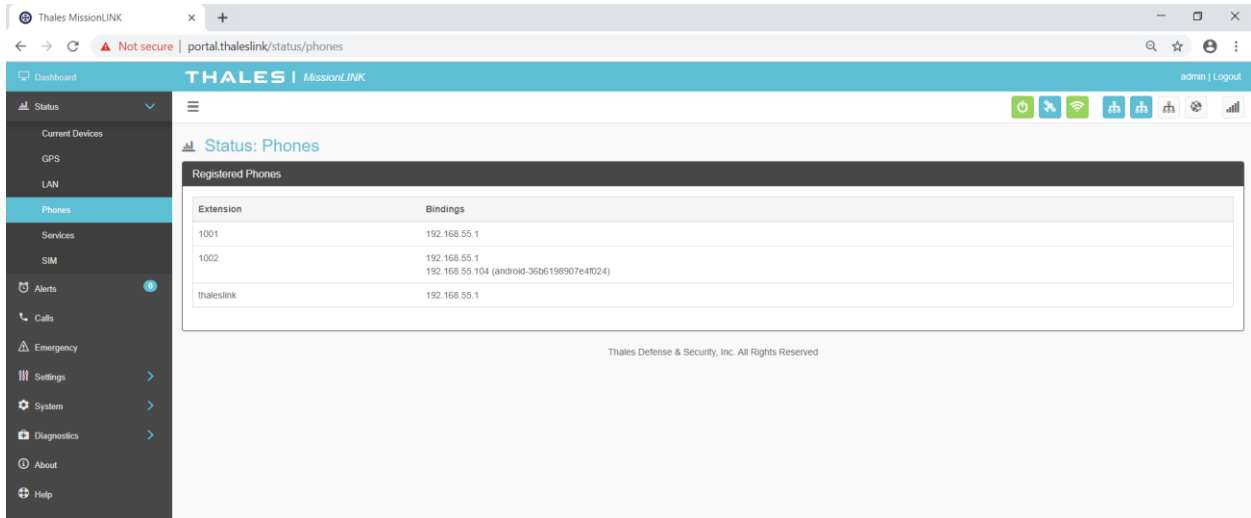 Thales MissionLINK
Not secure | portal.thaleslink/status/phones
Dashboard
THALES | MissionLINK
admin | Logout
Status
Current Devices
GPS
LAN
Phones
Services
SIM
Alerts 0
Calls
Emergency
Settings
System
Diagnostics
About
Help
Status: Phones
Registered Phones
Extension Bindings
1001 192.168.55.1
1002 192.168.55.1
192.168.55.104 (android-36b6198907e4f024)
thaleslink 192.168.55.1
Thales Defense & Security, Inc. All Rights Reserved